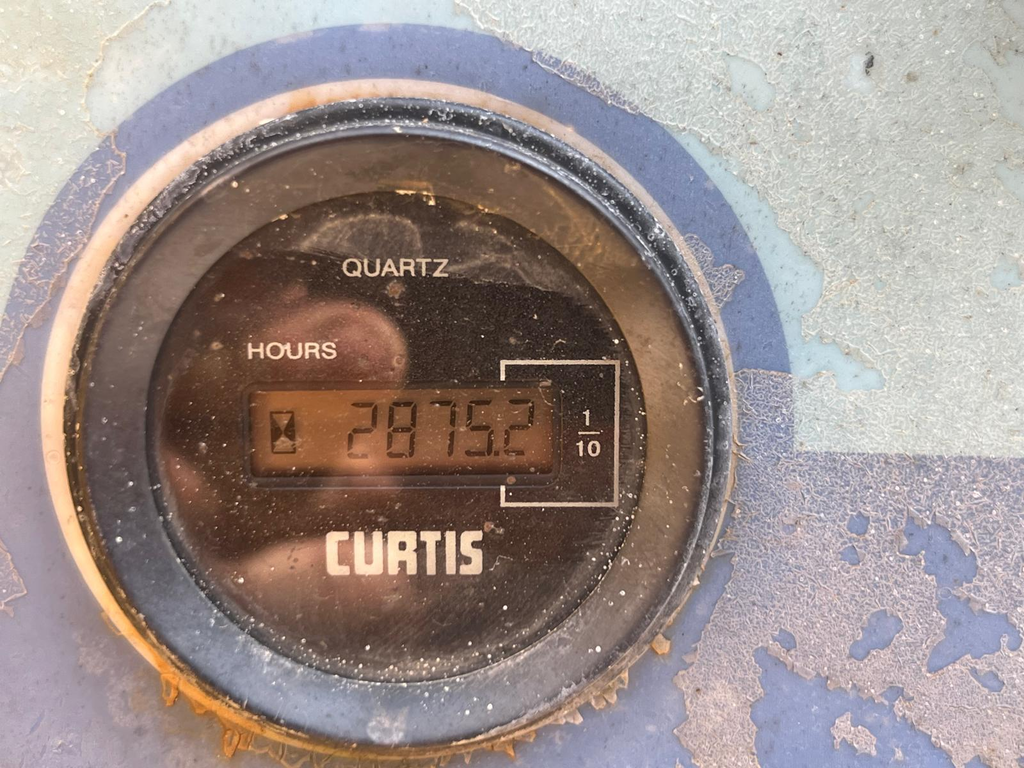 QUARTZ
HOURS
2875.2
1/10
CURTIS